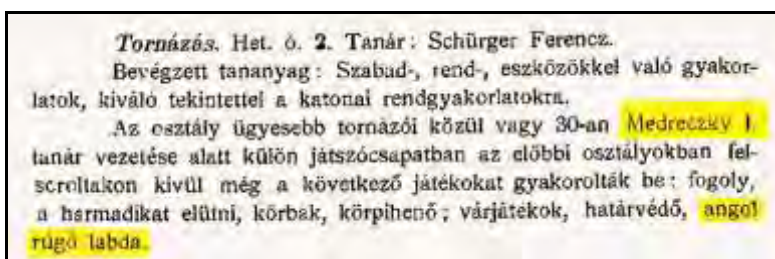 Tornázás. Het. ó. 2. Tanár: Schürger Ferencz.
Bevégzett tananyag: Szabad-, rend-, eszközökkel való gyakor-
latok, kiváló tekintettel a katonai rendgyakorlatokra.
Az osztály ügyesebb tornázói közül vagy 30-an Medreczky I.
tanár vezetése alatt külön játszócsapatban az előbbi osztályokban fel-
soroltakon kivül még a következő játékokat gyakorolták be: fogoly,
a harmadikat elütni, körbak, körpihenő; várjátékok, határvédő, angol
rúgó labda.